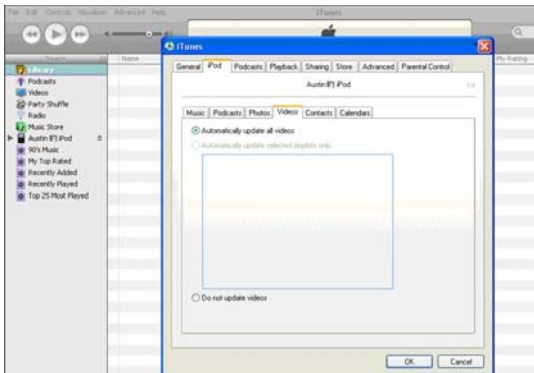 File Edit Controls Visualizer Advanced Help
iTunes
Source
Name
My Rating
Library
Podcasts
Videos
Party Shuffle
Radio
Music Store
Austin 的 iPod
90's Music
My Top Rated
Recently Added
Recently Played
Top 25 Most Played
iTunes
General iPod Podcasts Playback Sharing Store Advanced Parental Control
Austin 的 iPod
Music Podcasts Photos Videos Contacts Calendars
Automatically update all videos
Automatically update selected playlists only:
Do not update videos
OK Cancel